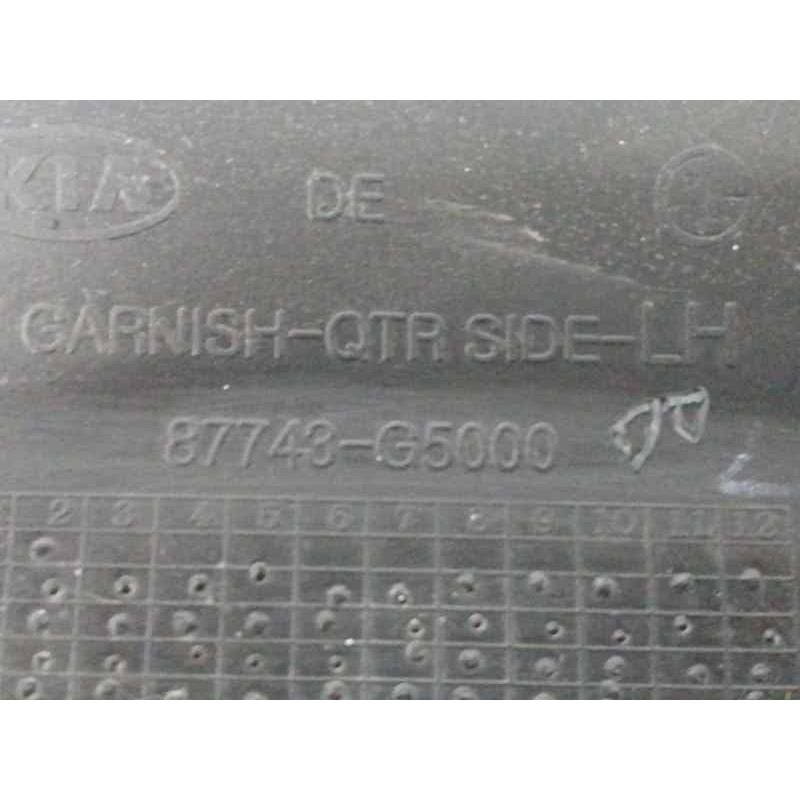 KIA DE
GARNISH-QTR SIDE-LH
87743-G5000
2 3 4 5 6 7 8 9 10 11 12